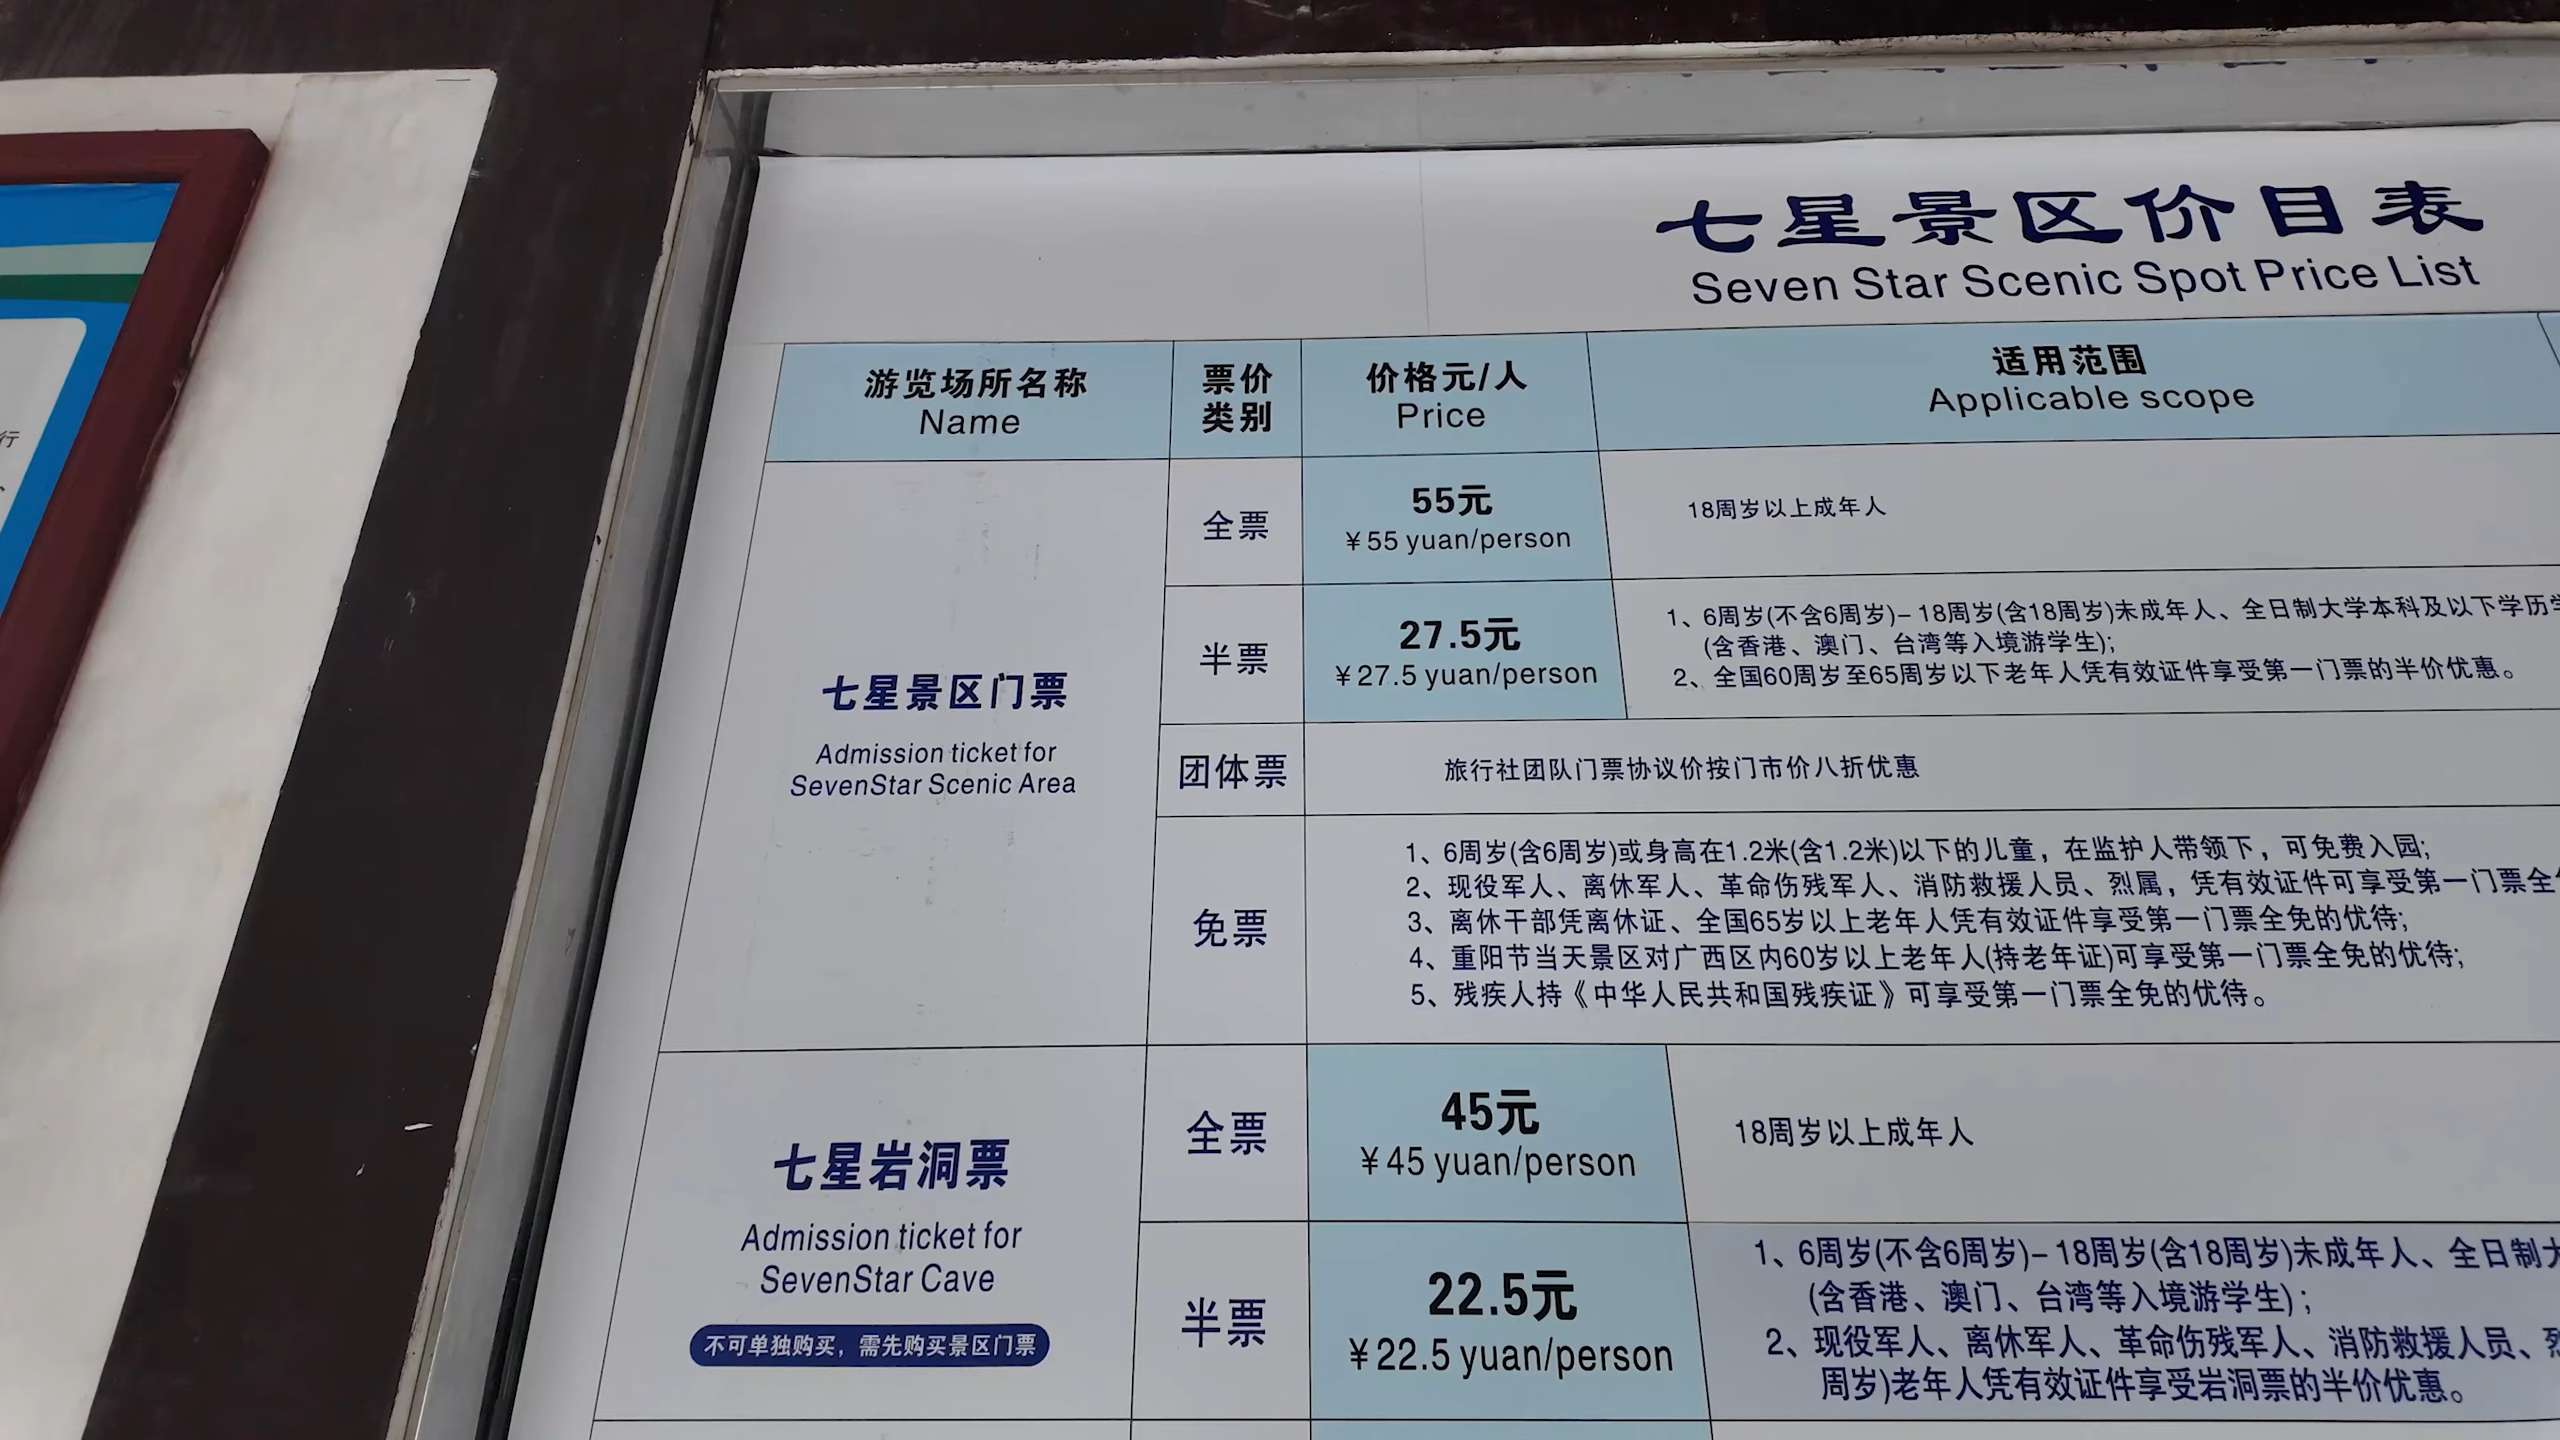 七星景区价目表
Seven Star Scenic Spot Price List
游览场所名称
Name
票价
类别
价格元/人
Price
适用范围
Applicable scope
七星景区门票
Admission ticket for
SevenStar Scenic Area
全票
55元
¥55 yuan/person
18周岁以上成年人
半票
27.5元
¥27.5 yuan/person
1、6周岁(不含6周岁)-18周岁(含18周岁)未成年人、全日制大学本科及以下学历
(含香港、澳门、台湾等入境游学生);
2、全国60周岁至65周岁以下老年人凭有效证件享受第一门票的半价优惠。
团体票
旅行社团队门票协议价按门市价八折优惠
免票
1、6周岁(含6周岁)或身高在1.2米(含1.2米)以下的儿童，在监护人带领下，可免费入园;
2、现役军人、离休军人、革命伤残军人、消防救援人员、烈属，凭有效证件可享受第一门票全
3、离休干部凭离休证、全国65岁以上老年人凭有效证件享受第一门票全免的优待;
4、重阳节当天景区对广西区内60岁以上老年人(持老年证)可享受第一门票全免的优待;
5、残疾人持《中华人民共和国残疾证》可享受第一门票全免的优待。
七星岩洞票
Admission ticket for
SevenStar Cave
不可单独购买，需先购买景区门票
全票
45元
¥45 yuan/person
18周岁以上成年人
半票
22.5元
¥22.5 yuan/person
1、6周岁(不含6周岁)-18周岁(含18周岁)未成年人、全日制
(含香港、澳门、台湾等入境游学生);
2、现役军人、离休军人、革命伤残军人、消防救援人员、
周岁)老年人凭有效证件享受岩洞票的半价优惠。
行